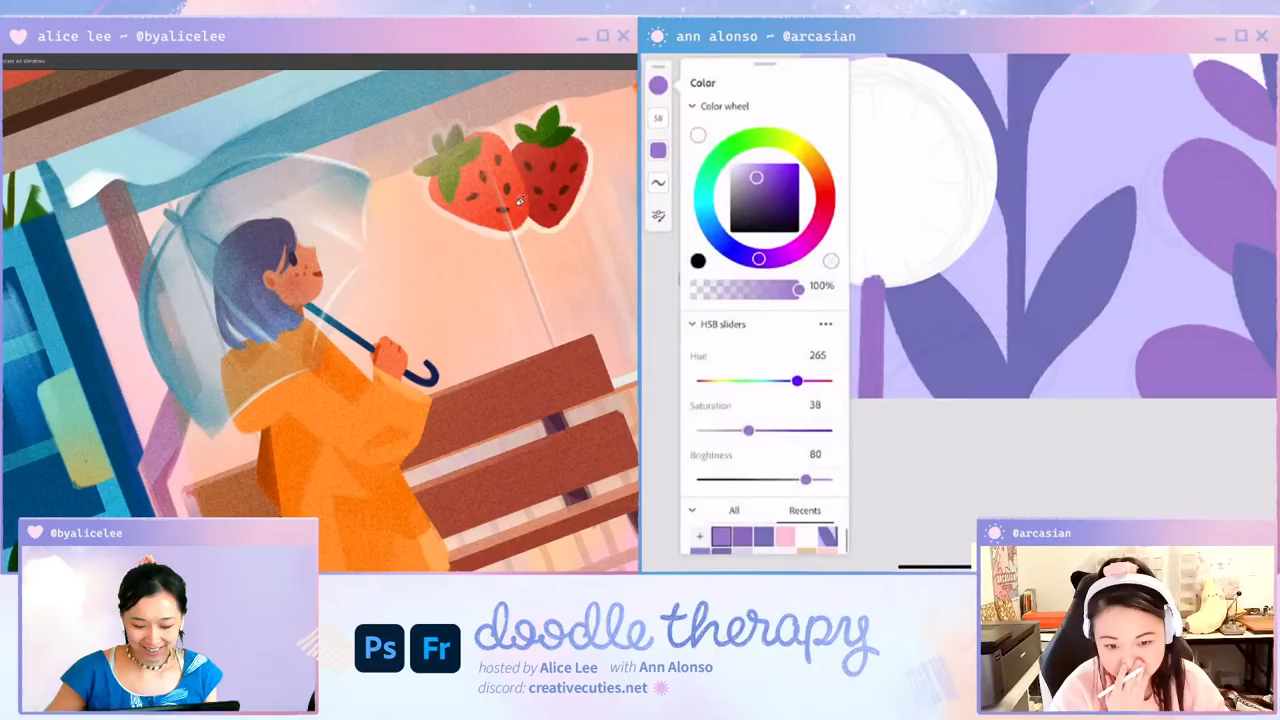 alice lee ~ @byalicelee
ann alonso ~ @arcasian
Color
Color wheel
58
100%
HSB sliders
Hue 265
Saturation 38
Brightness 80
All Recents
@byalicelee
@arcasian
Ps Fr
doodle therapy
hosted by Alice Lee with Ann Alonso
discord: creativecuties.net